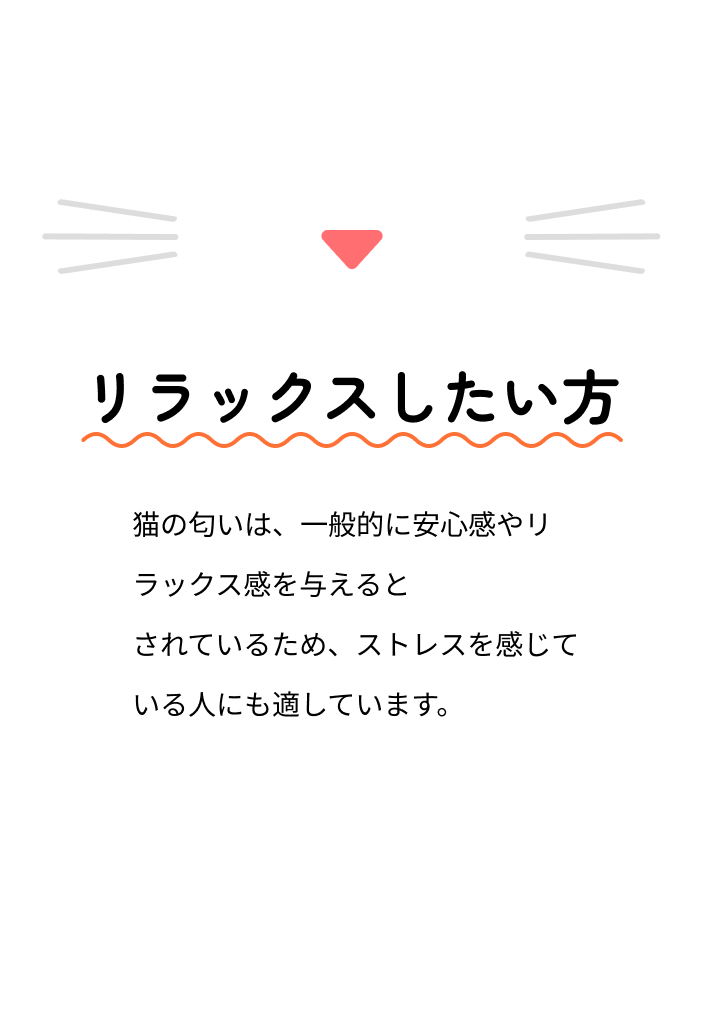 リラックスしたい方
猫の匂いは、一般的に安心感やリ
ラックス感を与えると
されているため、ストレスを感じて
いる人にも適しています。